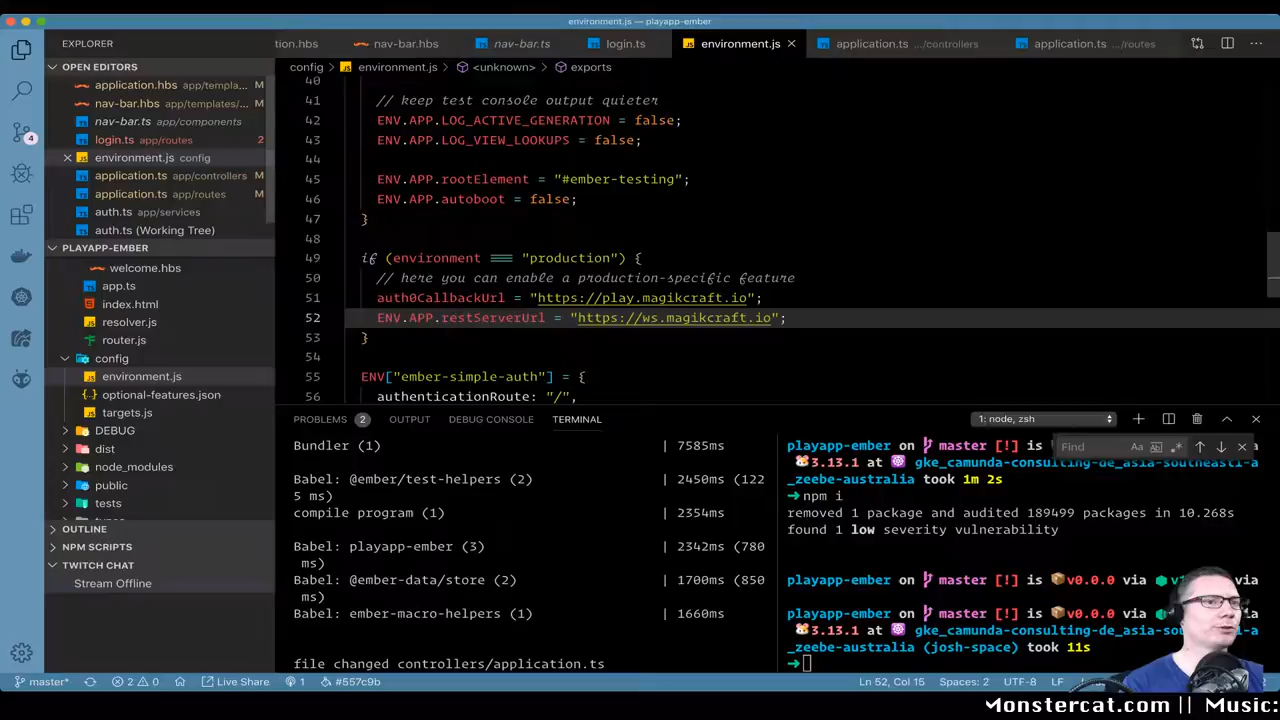 environment.js — playapp-ember
EXPLORER
tion.hbs
nav-bar.hbs
nav-bar.ts
login.ts
environment.js
application.ts .../controllers
application.ts .../routes
OPEN EDITORS
application.hbs app/templa... M
nav-bar.hbs app/templates/... M
nav-bar.ts app/components
login.ts app/routes 2
environment.js config
application.ts app/controllers
application.ts app/routes
auth.ts app/services
auth.ts (Working Tree)
PLAYAPP-EMBER
welcome.hbs
app.ts
index.html
resolver.js
router.js
config
environment.js
optional-features.json
targets.js
DEBUG
dist
node_modules
public
tests
OUTLINE
NPM SCRIPTS
TWITCH CHAT
Stream Offline
4
config > environment.js > <unknown> > exports
40
41 // keep test console output quieter
42 ENV.APP.LOG_ACTIVE_GENERATION = false;
43 ENV.APP.LOG_VIEW_LOOKUPS = false;
44
45 ENV.APP.rootElement = "#ember-testing";
46 ENV.APP.autoboot = false;
47 }
48
49 if (environment === "production") {
50 // here you can enable a production-specific feature
51 auth0CallbackUrl = "https://play.magikcraft.io";
52 ENV.APP.restServerUrl = "https://ws.magikcraft.io";
53 }
54
55 ENV["ember-simple-auth"] = {
56 authenticationRoute: "/",
PROBLEMS 2 OUTPUT DEBUG CONSOLE TERMINAL 1: node, zsh
Bundler (1) | 7585ms
Babel: @ember/test-helpers (2) | 2450ms (122
5 ms)
compile program (1) | 2354ms
Babel: playapp-ember (3) | 2342ms (780
ms)
Babel: @ember-data/store (2) | 1700ms (850
ms)
Babel: ember-macro-helpers (1) | 1660ms
file changed controllers/application.ts
Find Aa Ab
playapp-ember on master [!] is
3.13.1 at gke_camunda-consulting-de_asia-southeast1-a
_zeebe-australia took 1m 2s
npm i
removed 1 package and audited 189499 packages in 10.268s
found 1 low severity vulnerability
playapp-ember on master [!] is v0.0.0 via
playapp-ember on master [!] is v0.0.0 via
3.13.1 at gke_camunda-consulting-de_asia-
_zeebe-australia (josh-space) took 11s
master* 2 0 Live Share 1 #557c9b Ln 52, Col 15 Spaces: 2 UTF-8 LF
Monstercat.com || Music: